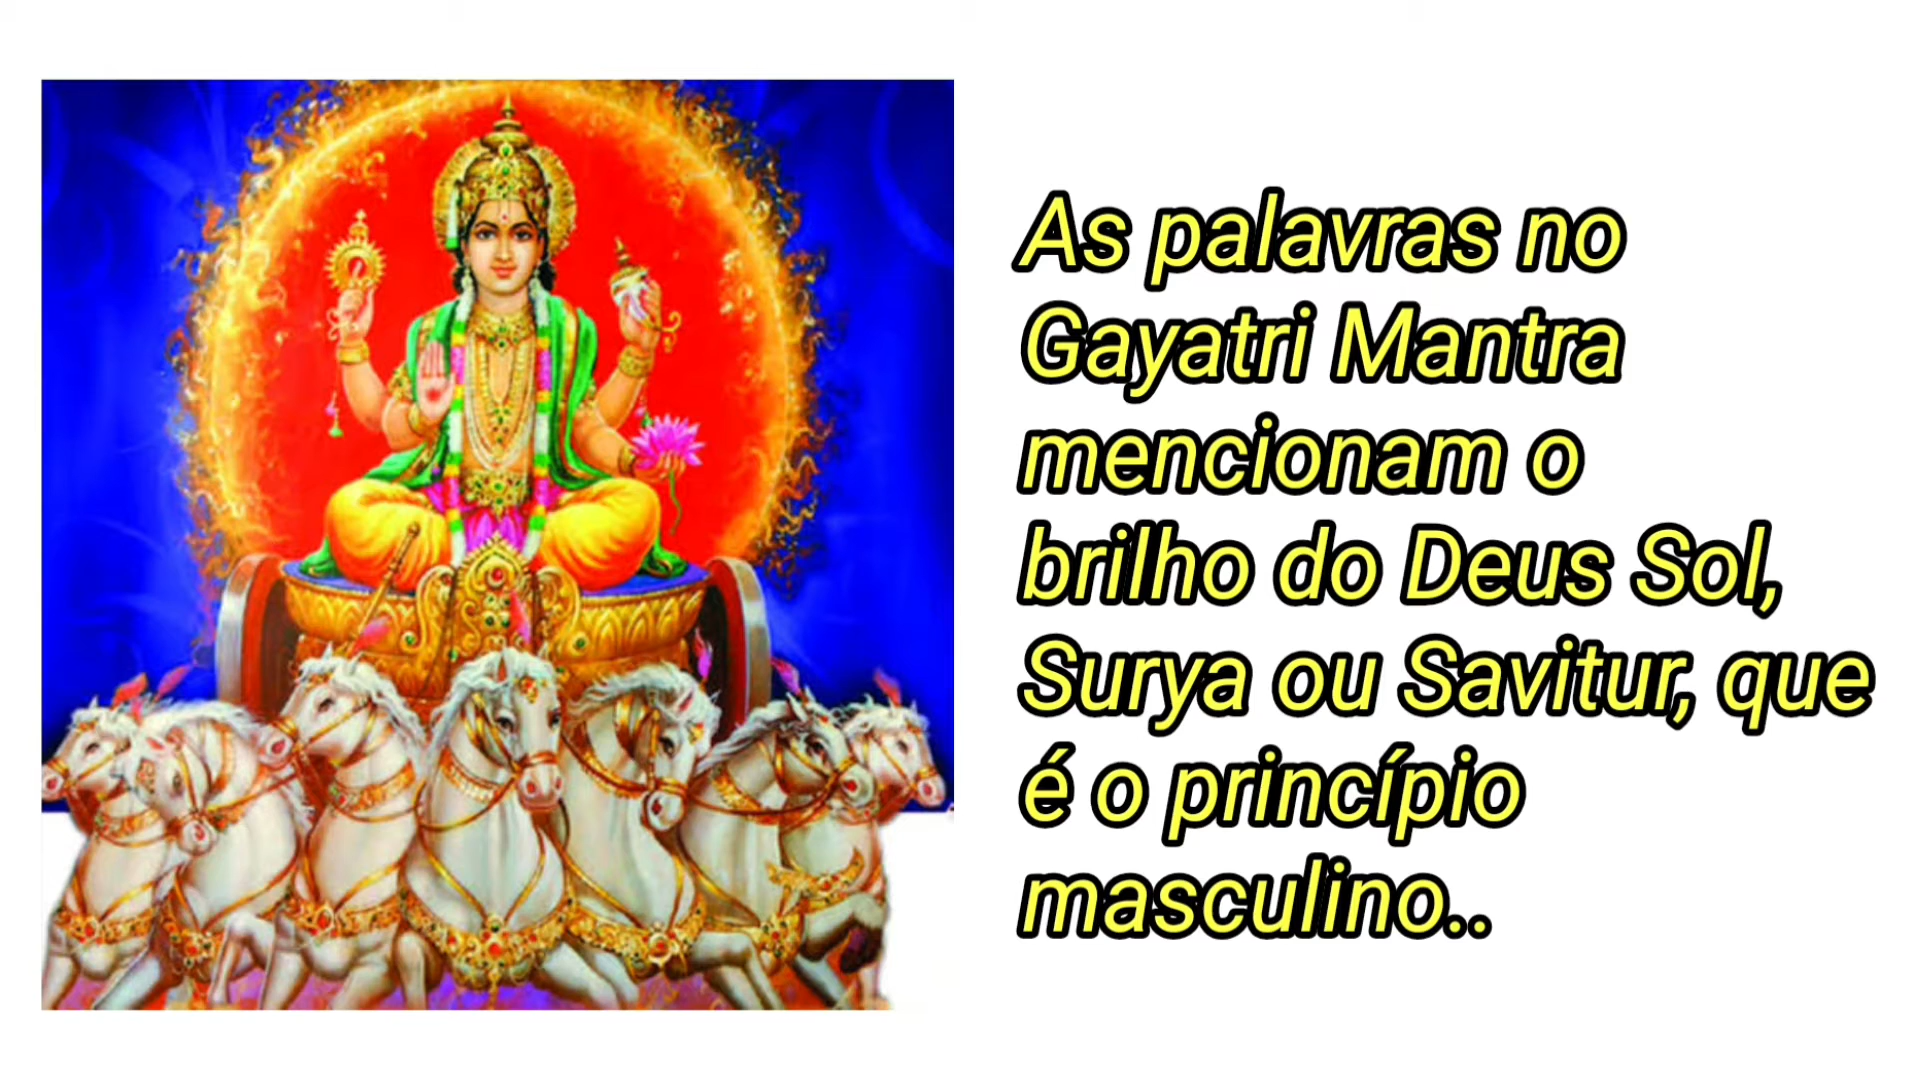 As palavras no
Gayatri Mantra
mencionam o
brilho do Deus Sol,
Surya ou Savitur, que
é o princípio
masculino..